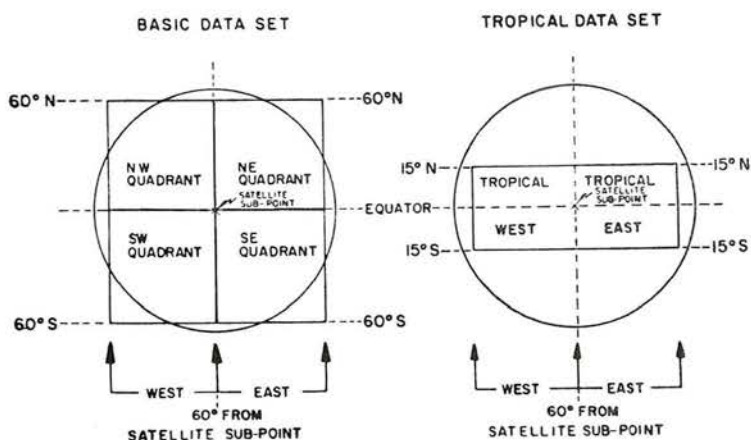 BASIC DATA SET
60° N
60° N
NW
QUADRANT
NE
QUADRANT
SATELLITE
SUB-POINT
EQUATOR
SW
QUADRANT
SE
QUADRANT
60° S
60° S
WEST
EAST
60° FROM
SATELLITE SUB-POINT
TROPICAL DATA SET
15° N
15° N
TROPICAL
TROPICAL
SATELLITE
SUB-POINT
WEST
EAST
15° S
15° S
WEST
EAST
60° FROM
SATELLITE SUB-POINT